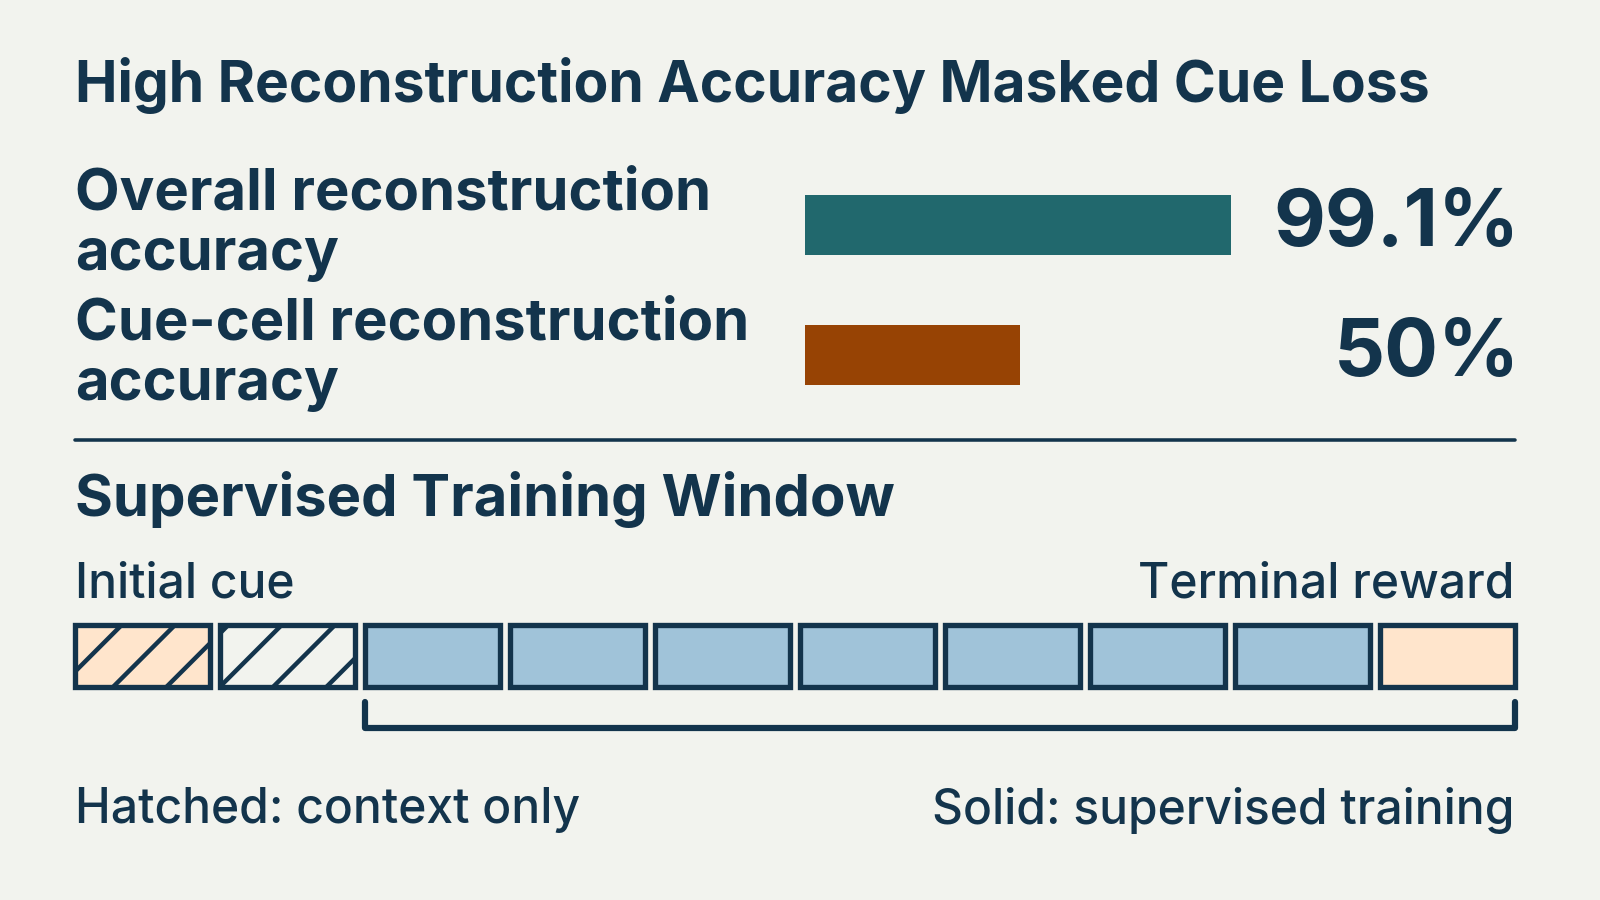 High Reconstruction Accuracy Masked Cue Loss
Overall reconstruction
accuracy
99.1%
Cue-cell reconstruction
accuracy
50%
Supervised Training Window
Initial cue
Terminal reward
Hatched: context only
Solid: supervised training